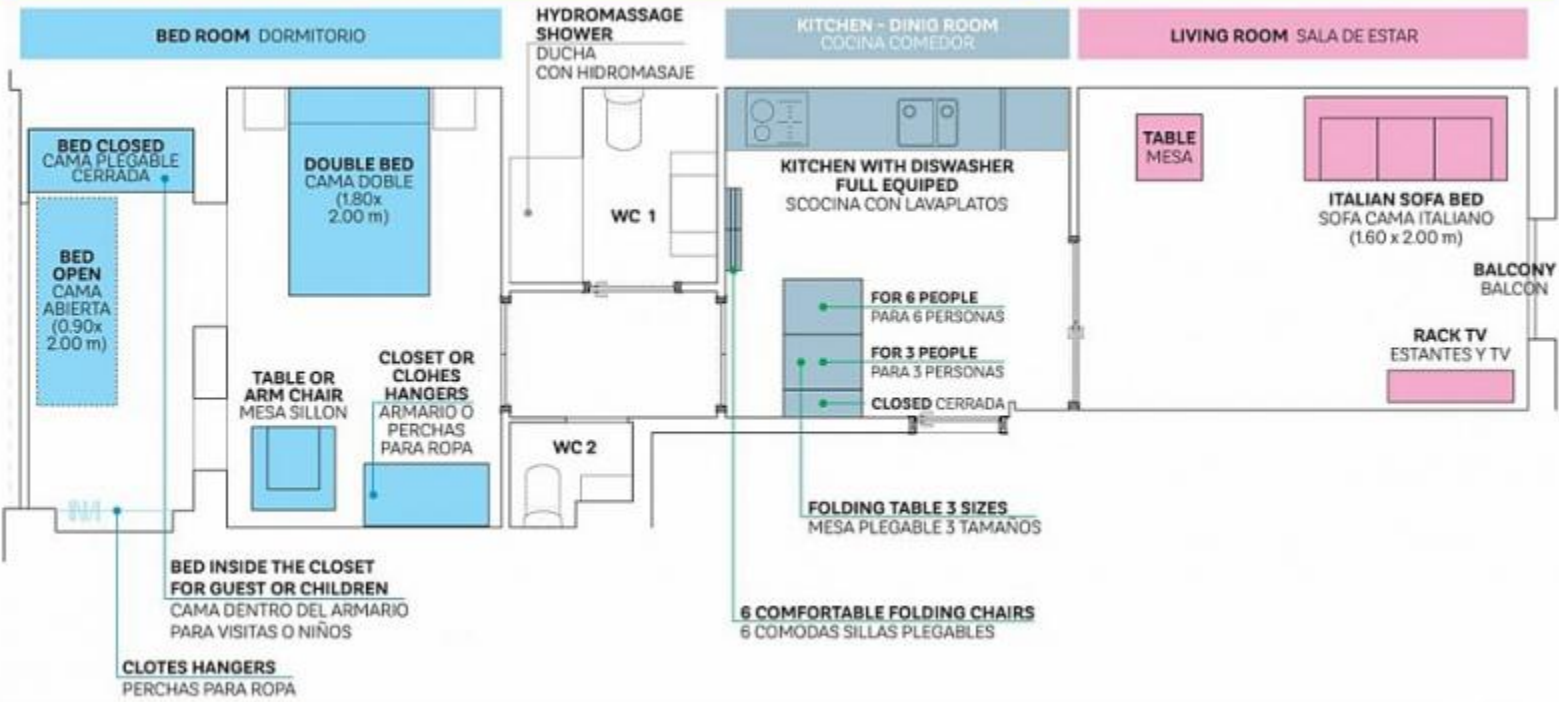 BED ROOM DORMITORIO
HYDROMASSAGE
SHOWER
DUCHA
CON HIDROMASAJE
KITCHEN - DINIG ROOM
COCINA COMEDOR
LIVING ROOM SALA DE ESTAR
BED CLOSED
CAMA PLEGABLE
CERRADA
BED
OPEN
CAMA
ABIERTA
(0.90x
2.00 m)
DOUBLE BED
CAMA DOBLE
(1.80x
2.00 m)
TABLE OR
ARM CHAIR
MESA SILLON
CLOSET OR
CLOHES
HANGERS
ARMARIO O
PERCHAS
PARA ROPA
WC 1
WC 2
KITCHEN WITH DISWASHER
FULL EQUIPED
SCOCINA CON LAVAPLATOS
FOR 6 PEOPLE
PARA 6 PERSONAS
FOR 3 PEOPLE
PARA 3 PERSONAS
CLOSED CERRADA
TABLE
MESA
ITALIAN SOFA BED
SOFA CAMA ITALIANO
(1.60 x 2.00 m)
BALCONY
BALCON
RACK TV
ESTANTES Y TV
FOLDING TABLE 3 SIZES
MESA PLEGABLE 3 TAMAÑOS
BED INSIDE THE CLOSET
FOR GUEST OR CHILDREN
CAMA DENTRO DEL ARMARIO
PARA VISITAS O NIÑOS
6 COMFORTABLE FOLDING CHAIRS
6 COMODAS SILLAS PLEGABLES
CLOTES HANGERS
PERCHAS PARA ROPA